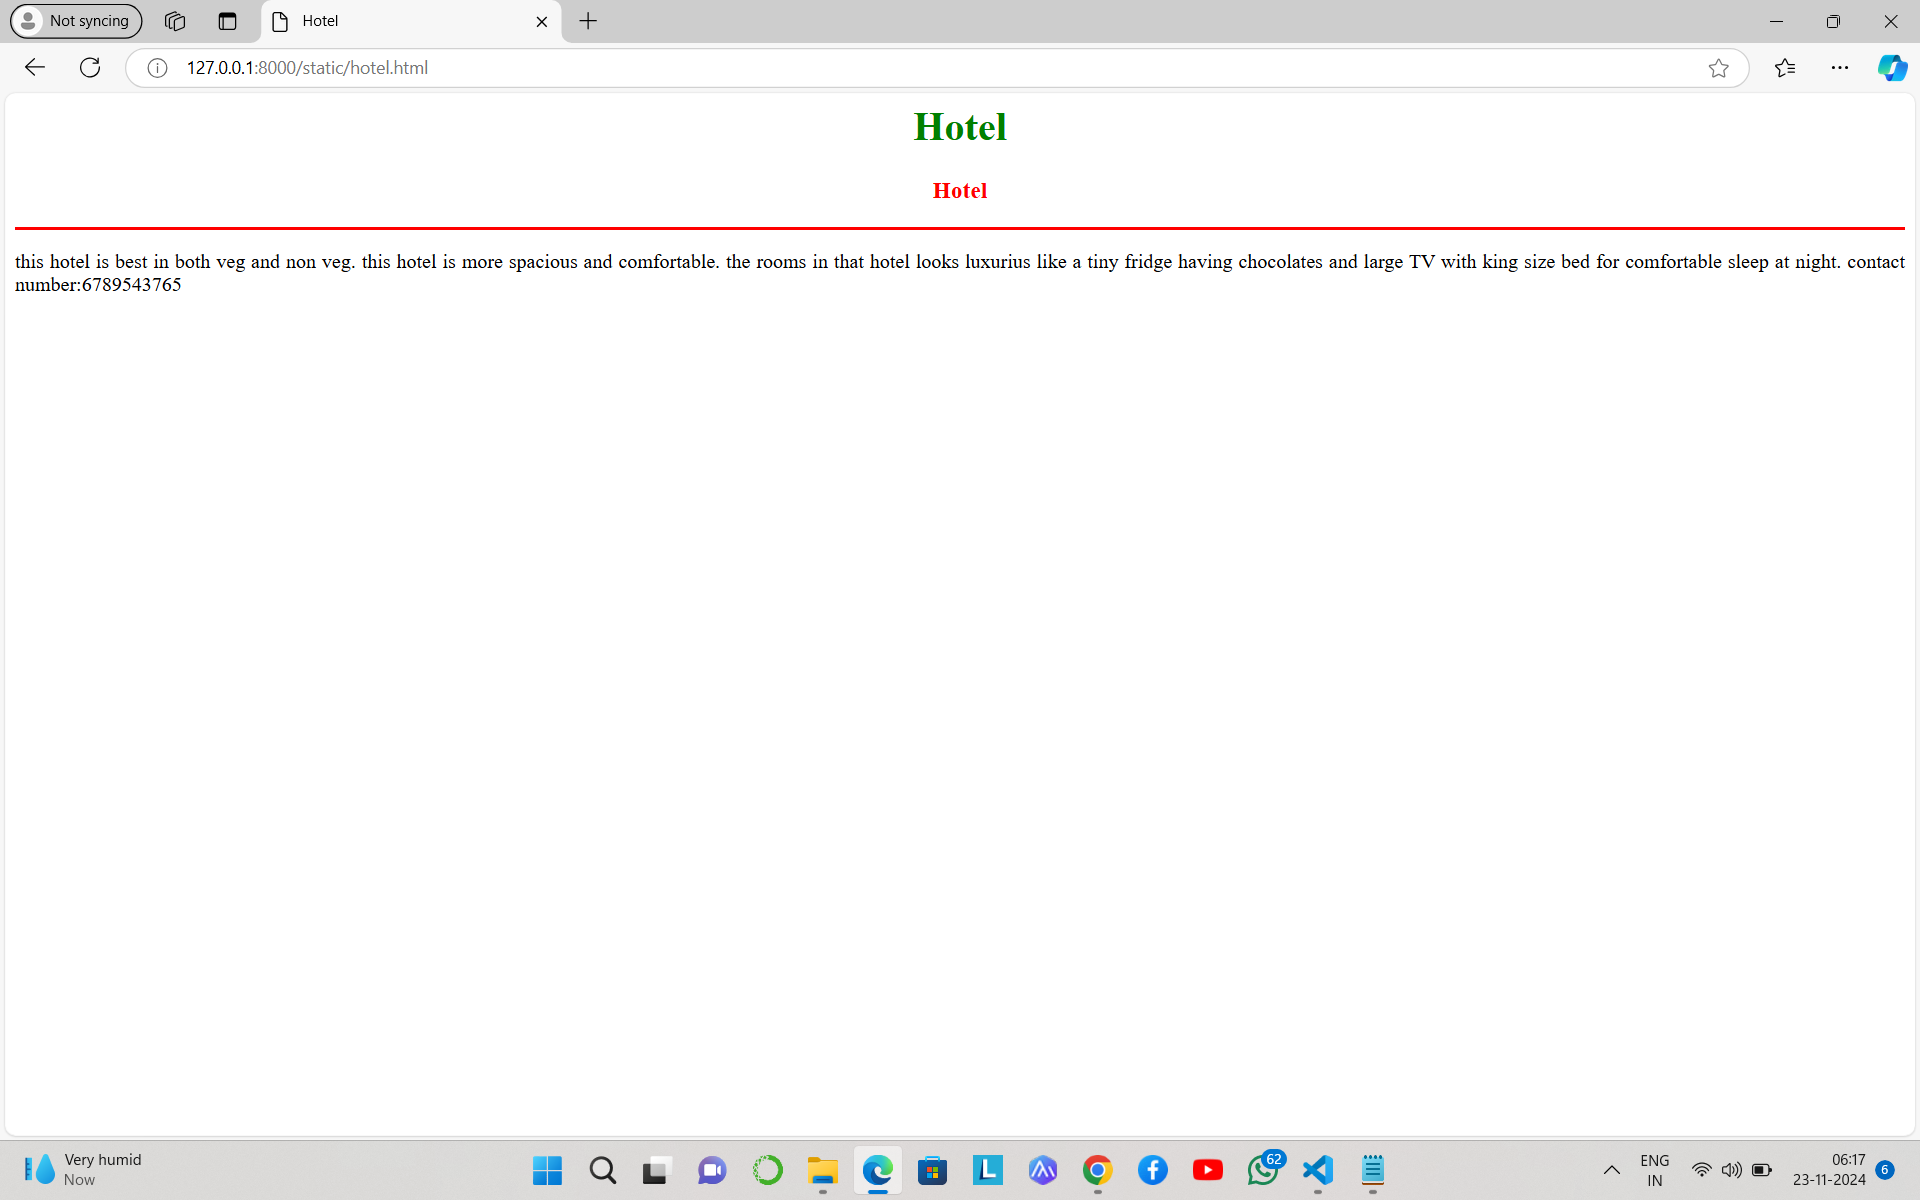 Not syncing
Hotel
127.0.0.1:8000/static/hotel.html
Hotel
Hotel
this hotel is best in both veg and non veg. this hotel is more spacious and comfortable. the rooms in that hotel looks luxurius like a tiny fridge having chocolates and large TV with king size bed for comfortable sleep at night. contact
number:6789543765
Very humid
Now
L
62
ENG
IN
06:17
23-11-2024
6